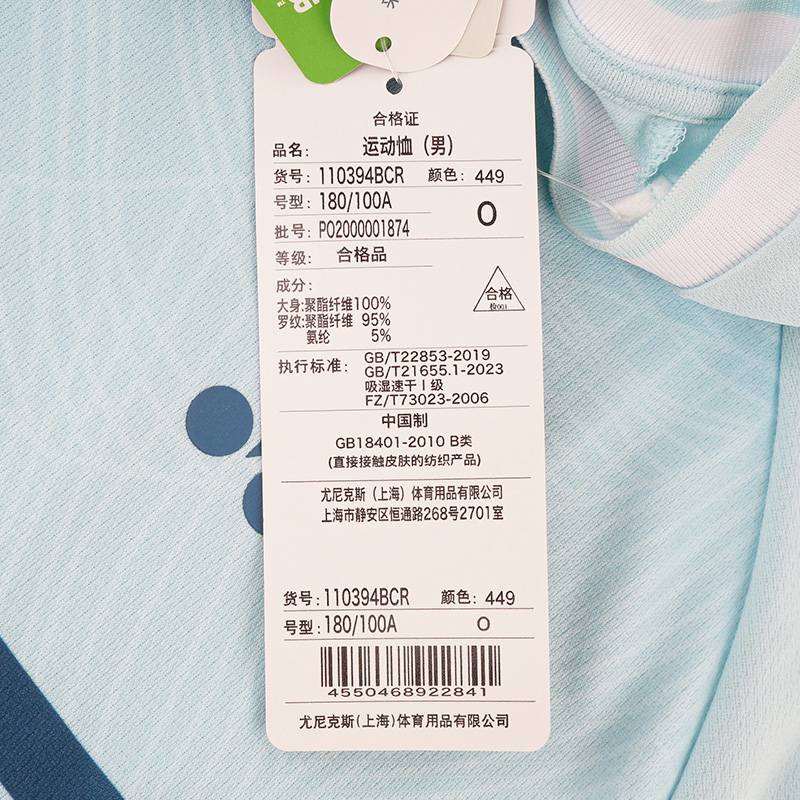 合格证
品名： 运动恤（男）
货号：110394BCR 颜色：449
号型：180/100A O
批号：PO2000001874
等级： 合格品
成分：
大身:聚酯纤维100%
罗纹:聚酯纤维 95%
氨纶 5%
合格
检001
执行标准： GB/T22853-2019
GB/T21655.1-2023
吸湿速干Ⅰ级
FZ/T73023-2006
中国制
GB18401-2010 B类
(直接接触皮肤的纺织产品)
尤尼克斯（上海）体育用品有限公司
上海市静安区恒通路268号2701室
货号：110394BCR 颜色：449
号型：180/100A O
4550468922841
尤尼克斯(上海)体育用品有限公司